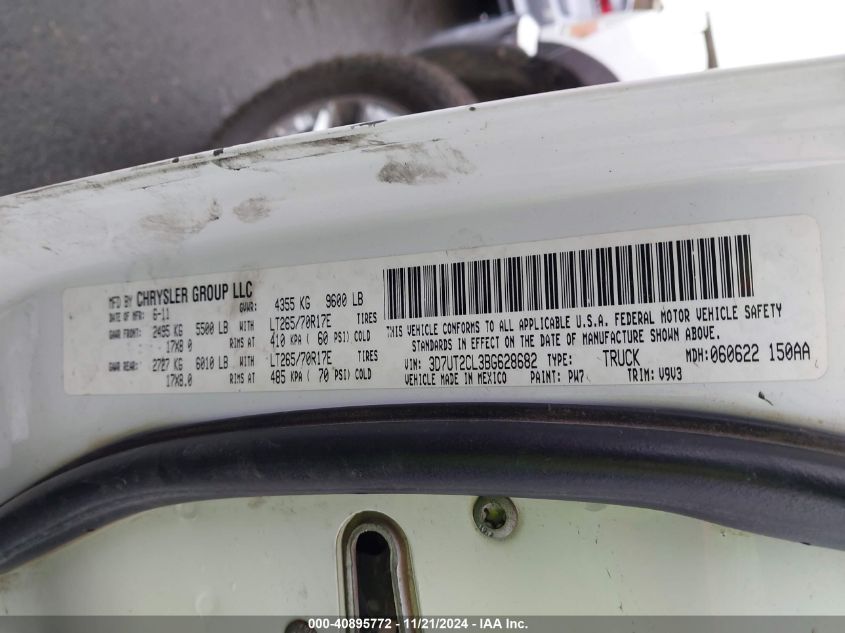 MFD BY CHRYSLER GROUP LLC
DATE OF MFR: 6-11 GVWR: 4355 KG 9600 LB
GAWR FRONT: 2495 KG 5500 LB WITH LT265/70R17E TIRES
17X8.0 RIMS AT 410 KPA ( 60 PSI) COLD
GAWR REAR: 2727 KG 6010 LB WITH LT265/70R17E TIRES
17X8.0 RIMS AT 485 KPA ( 70 PSI) COLD
THIS VEHICLE CONFORMS TO ALL APPLICABLE U.S.A. FEDERAL MOTOR VEHICLE SAFETY
STANDARDS IN EFFECT ON THE DATE OF MANUFACTURE SHOWN ABOVE.
VIN: 3D7UT2CL3BG628682 TYPE: TRUCK MDH: 060622 150AA
VEHICLE MADE IN MEXICO PAINT: PW7 TRIM: V9V3
000-40895772 - 11/21/2024 - IAA Inc.